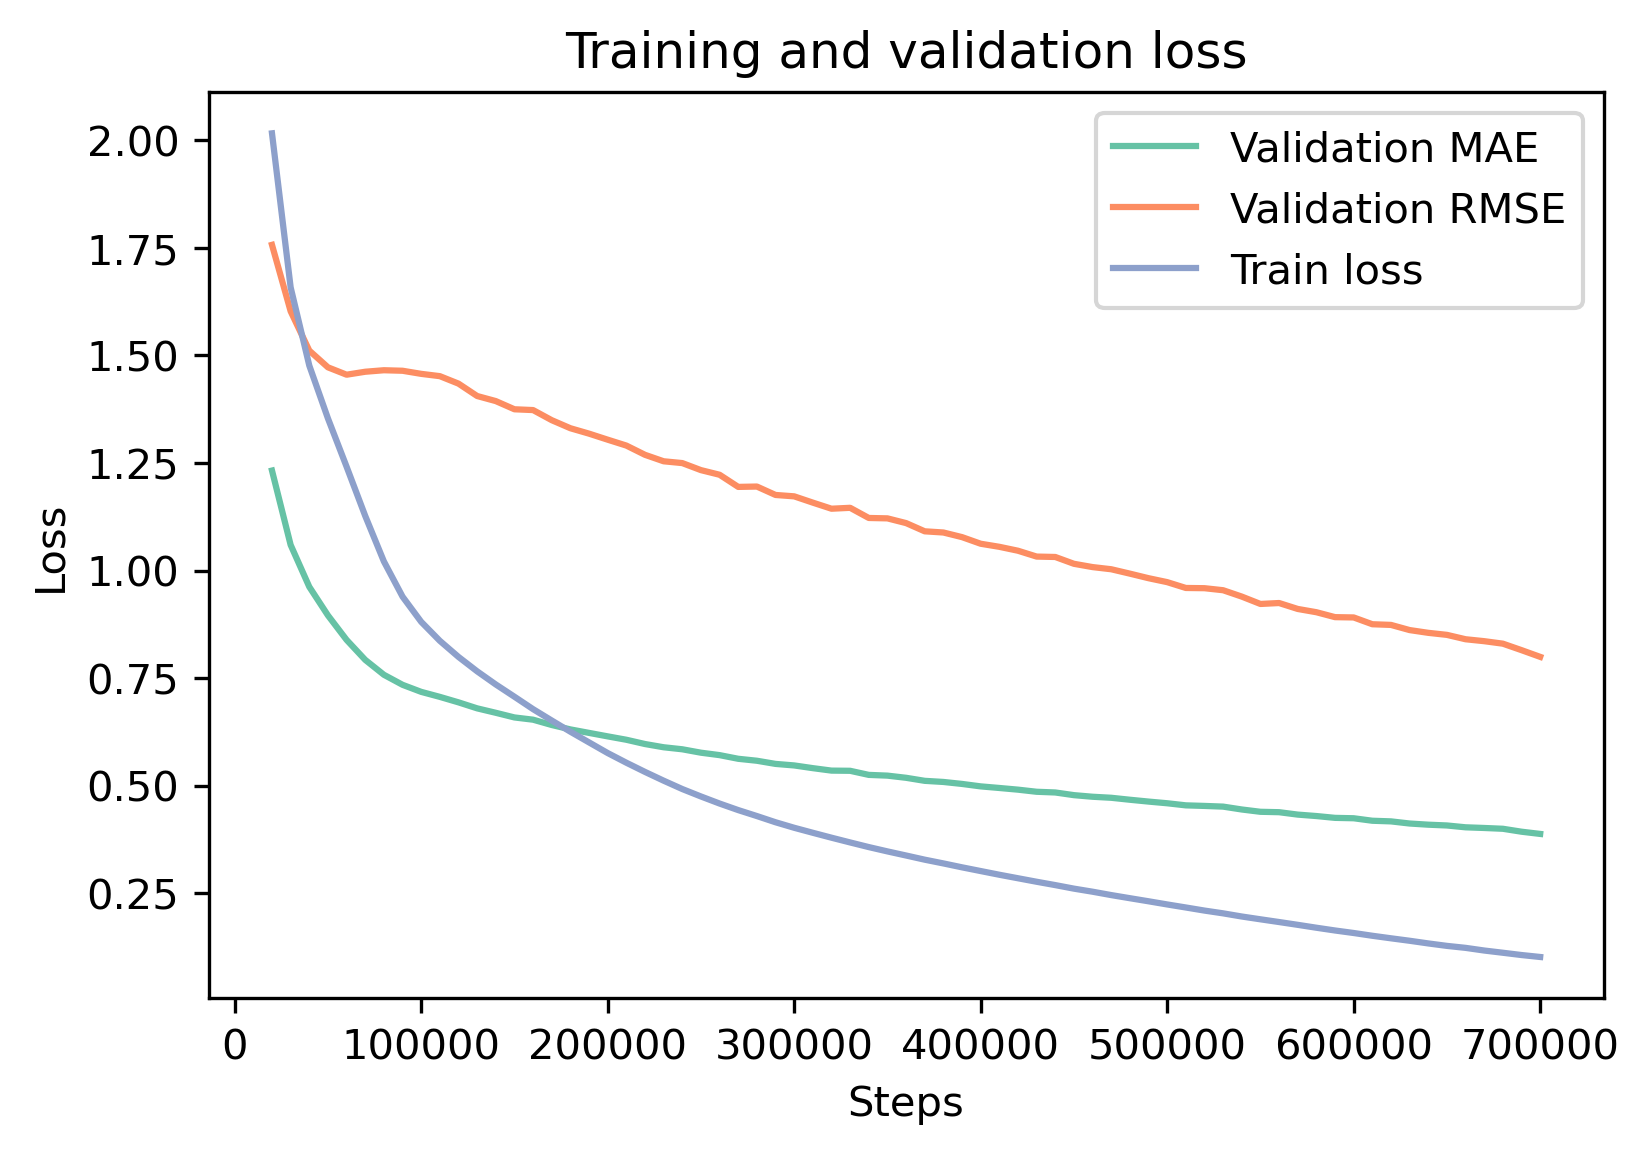 Training and validation loss
Validation MAE
Validation RMSE
Train loss
2.00
1.75
1.50
1.25
1.00
0.75
0.50
0.25
Loss
0 100000 200000 300000 400000 500000 600000 700000
Steps